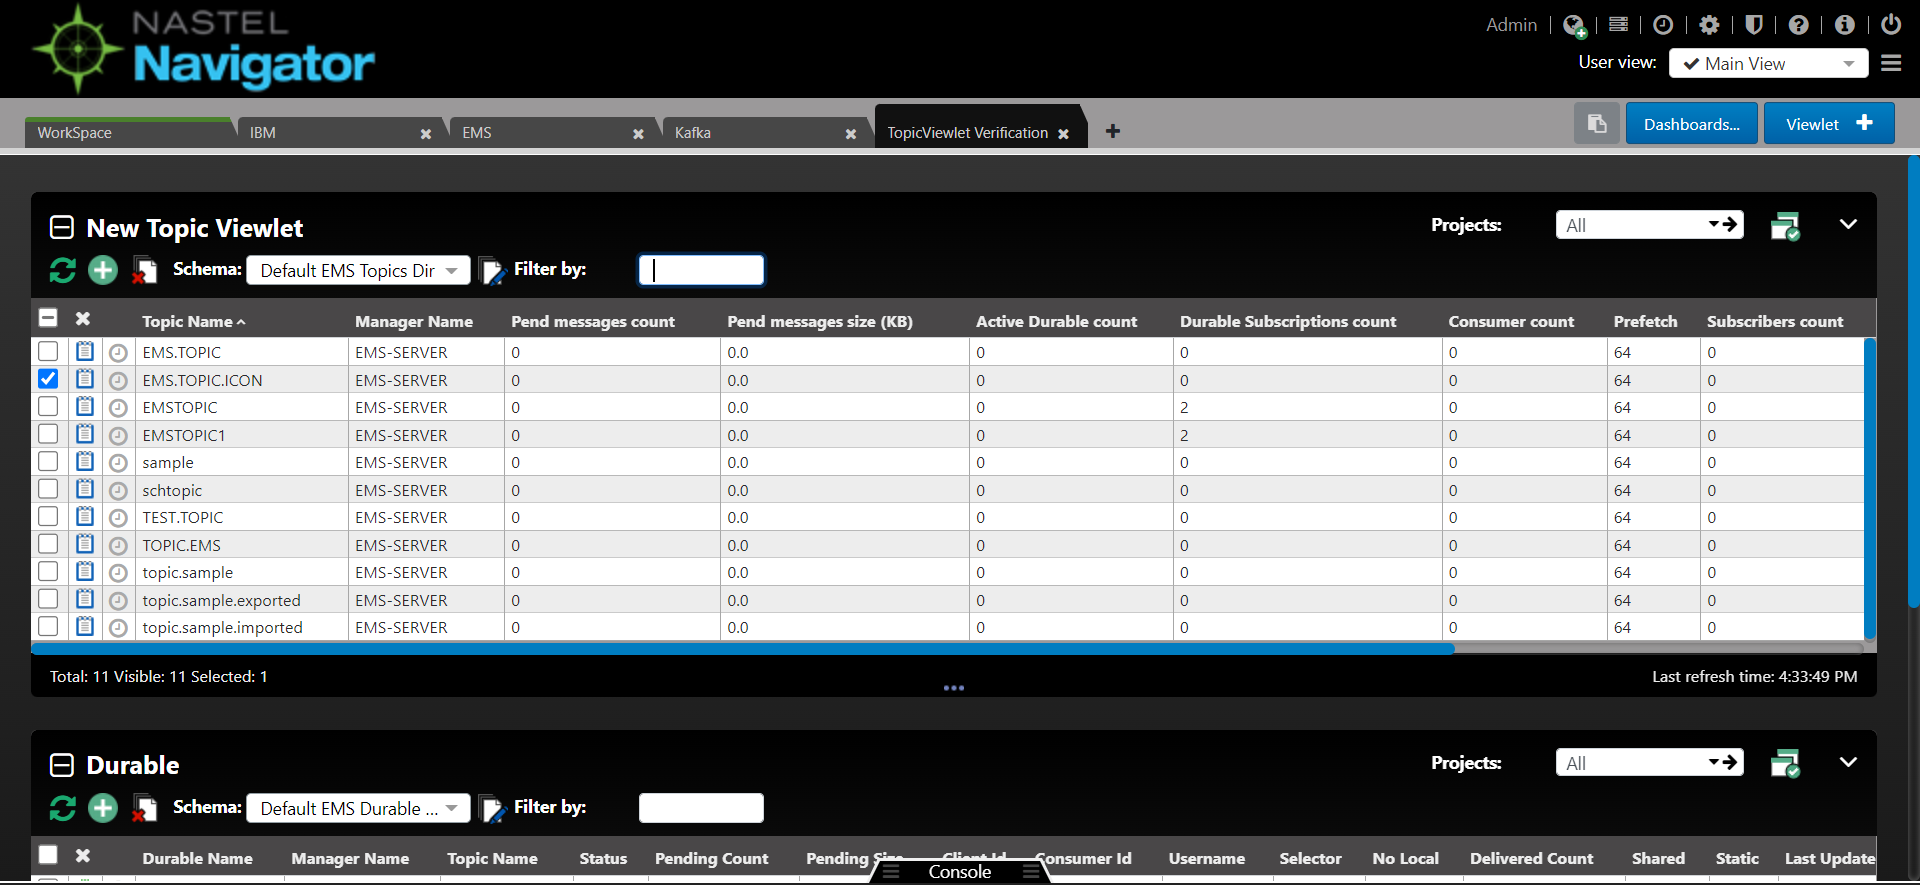 NASTEL
Navigator
Admin
User view: Main View
WorkSpace IBM EMS Kafka TopicViewlet Verification Dashboards... Viewlet
New Topic Viewlet Projects: All
Schema: Default EMS Topics Dir Filter by:
Topic Name Manager Name Pend messages count Pend messages size (KB) Active Durable count Durable Subscriptions count Consumer count Prefetch Subscribers count
EMS.TOPIC EMS-SERVER 0 0.0 0 0 0 64 0
EMS.TOPIC.ICON EMS-SERVER 0 0.0 0 0 0 64 0
EMSTOPIC EMS-SERVER 0 0.0 0 2 0 64 0
EMSTOPIC1 EMS-SERVER 0 0.0 0 2 0 64 0
sample EMS-SERVER 0 0.0 0 0 0 64 0
schtopic EMS-SERVER 0 0.0 0 0 0 64 0
TEST.TOPIC EMS-SERVER 0 0.0 0 0 0 64 0
TOPIC.EMS EMS-SERVER 0 0.0 0 0 0 64 0
topic.sample EMS-SERVER 0 0.0 0 0 0 64 0
topic.sample.exported EMS-SERVER 0 0.0 0 0 0 64 0
topic.sample.imported EMS-SERVER 0 0.0 0 0 0 64 0
Total: 11 Visible: 11 Selected: 1 Last refresh time: 4:33:49 PM
Durable Projects: All
Schema: Default EMS Durable ... Filter by:
Durable Name Manager Name Topic Name Status Pending Count Pending Size Client Id Consumer Id Username Selector No Local Delivered Count Shared Static Last Update
Console